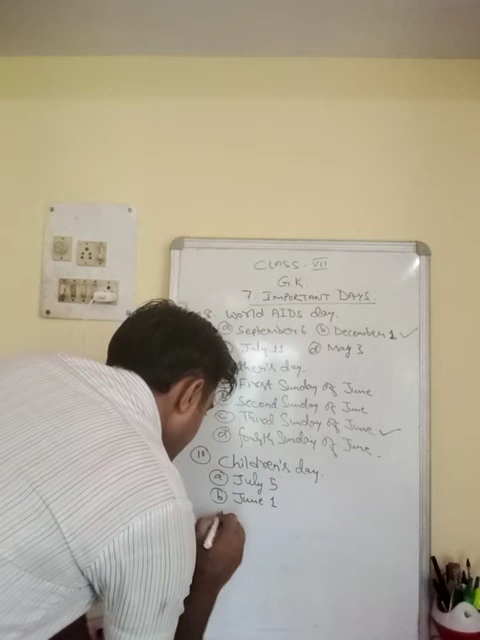 CLASS - VII
G.K
7. IMPORTANT DAYS.
8. World AIDs day.
(a) September 6 (b) December 1 ✓
July 11 (d) May 3
ther's day.
First Sunday of June
(b) Second Sunday of June
(c) Third Sunday of June ✓
(d) Fourth Sunday of June.
(10) Children's day.
(a) July 5
(b) June 1